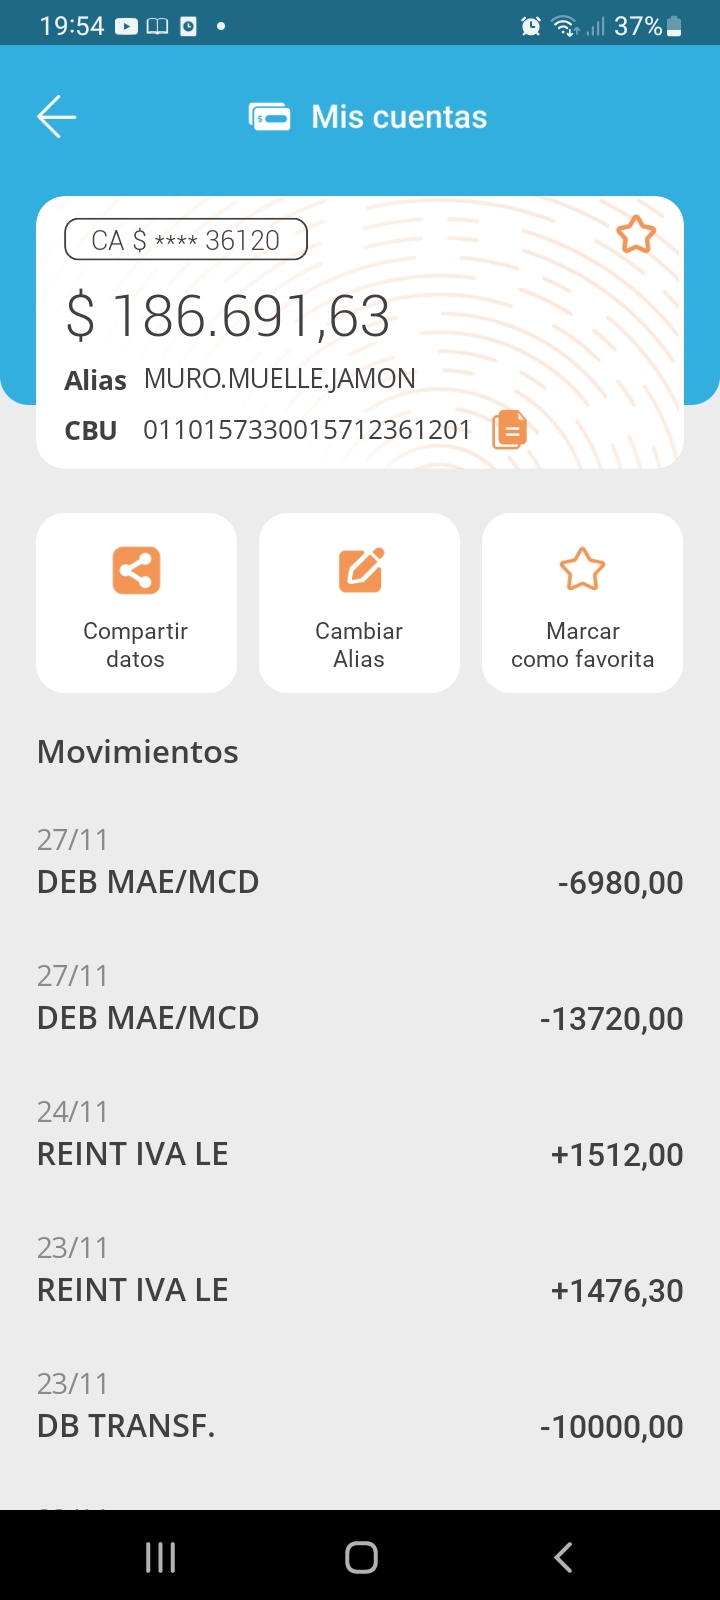 19:54
37%
Mis cuentas
CA $ **** 36120
$ 186.691,63
Alias MURO.MUELLE.JAMON
CBU 0110157330015712361201
Compartir
datos
Cambiar
Alias
Marcar
como favorita
Movimientos
27/11
DEB MAE/MCD -6980,00
27/11
DEB MAE/MCD -13720,00
24/11
REINT IVA LE +1512,00
23/11
REINT IVA LE +1476,30
23/11
DB TRANSF. -10000,00